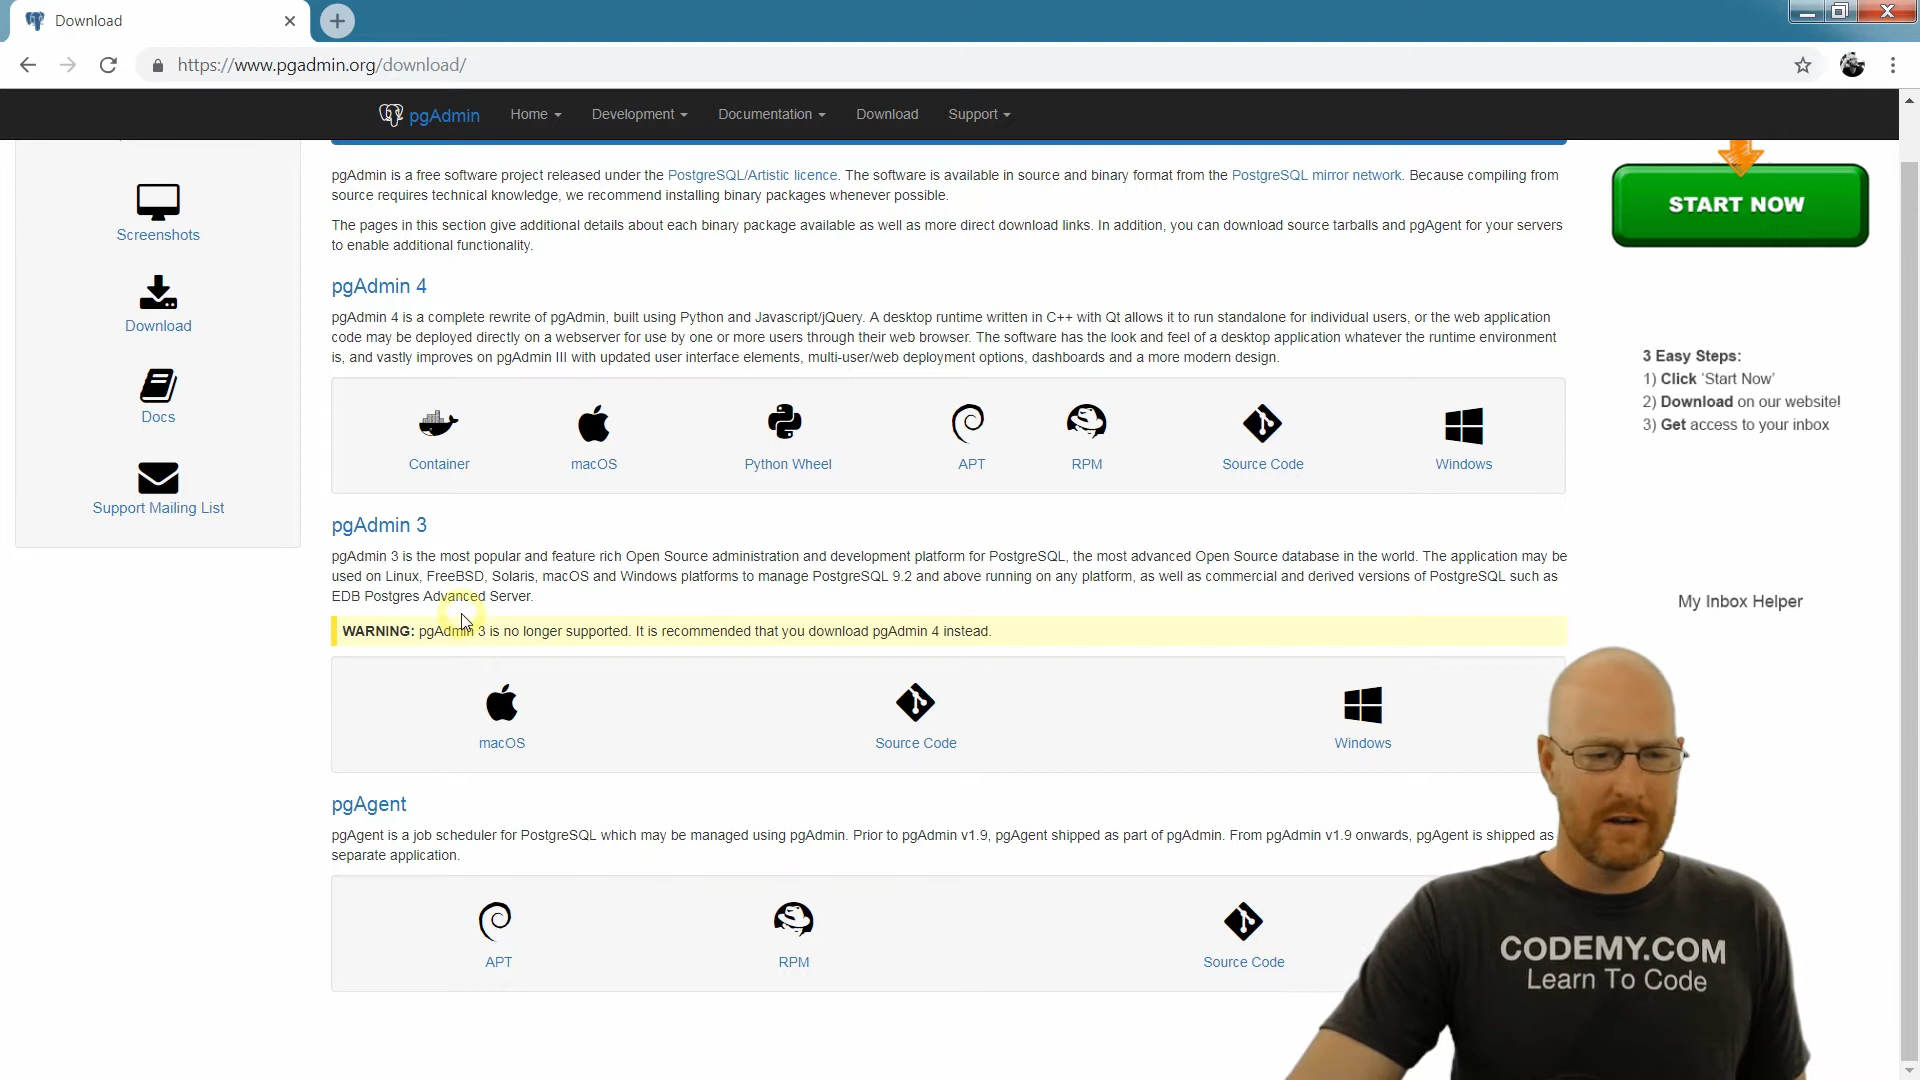 Download
https://www.pgadmin.org/download/
pgAdmin Home Development Documentation Download Support
Screenshots
Download
Docs
Support Mailing List
pgAdmin is a free software project released under the PostgreSQL/Artistic licence. The software is available in source and binary format from the PostgreSQL mirror network. Because compiling from
source requires technical knowledge, we recommend installing binary packages whenever possible.
The pages in this section give additional details about each binary package available as well as more direct download links. In addition, you can download source tarballs and pgAgent for your servers
to enable additional functionality.
pgAdmin 4
pgAdmin 4 is a complete rewrite of pgAdmin, built using Python and Javascript/jQuery. A desktop runtime written in C++ with Qt allows it to run standalone for individual users, or the web application
code may be deployed directly on a webserver for use by one or more users through their web browser. The software has the look and feel of a desktop application whatever the runtime environment
is, and vastly improves on pgAdmin III with updated user interface elements, multi-user/web deployment options, dashboards and a more modern design.
Container macOS Python Wheel APT RPM Source Code Windows
pgAdmin 3
pgAdmin 3 is the most popular and feature rich Open Source administration and development platform for PostgreSQL, the most advanced Open Source database in the world. The application may be
used on Linux, FreeBSD, Solaris, macOS and Windows platforms to manage PostgreSQL 9.2 and above running on any platform, as well as commercial and derived versions of PostgreSQL such as
EDB Postgres Advanced Server.
WARNING: pgAdmin 3 is no longer supported. It is recommended that you download pgAdmin 4 instead.
macOS Source Code Windows
pgAgent
pgAgent is a job scheduler for PostgreSQL which may be managed using pgAdmin. Prior to pgAdmin v1.9, pgAgent shipped as part of pgAdmin. From pgAdmin v1.9 onwards, pgAgent is shipped as
separate application.
APT RPM Source Code
START NOW
3 Easy Steps:
1) Click 'Start Now'
2) Download on our website!
3) Get access to your inbox
My Inbox Helper
CODEMY.COM
Learn To Code